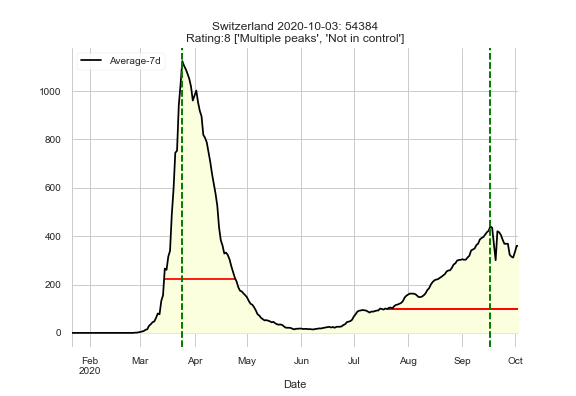 Switzerland 2020-10-03: 54384
Rating:8 ['Multiple peaks', 'Not in control']
Average-7d
1000
800
600
400
200
0
Feb Mar Apr May Jun Jul Aug Sep Oct
2020
Date